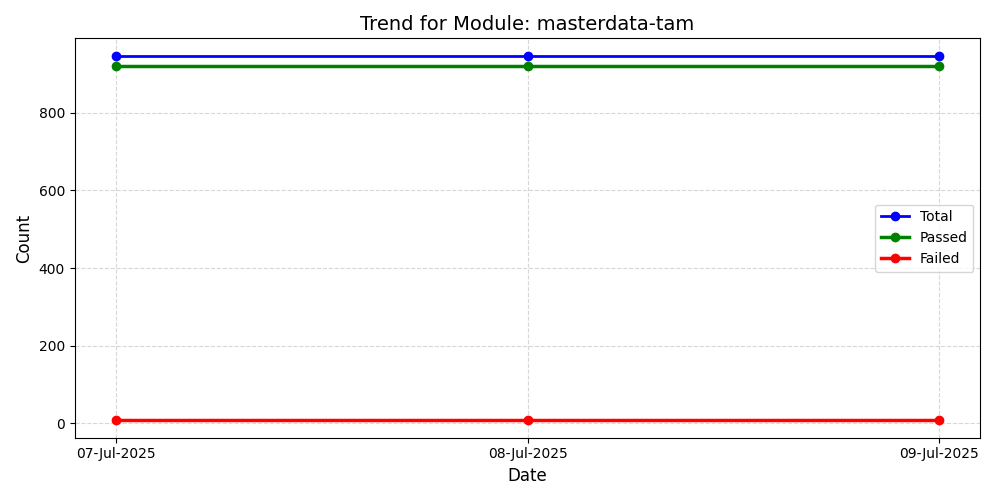 Trend for Module: masterdata-tam
Count
800
600
400
200
0
Total
Passed
Failed
07-Jul-2025
08-Jul-2025
09-Jul-2025
Date